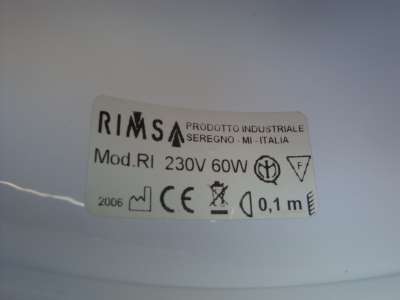 RIMSA PRODOTTO INDUSTRIALE
SEREGNO - MI - ITALIA
Mod.RI 230V 60W F
2006 CE 0,1 m